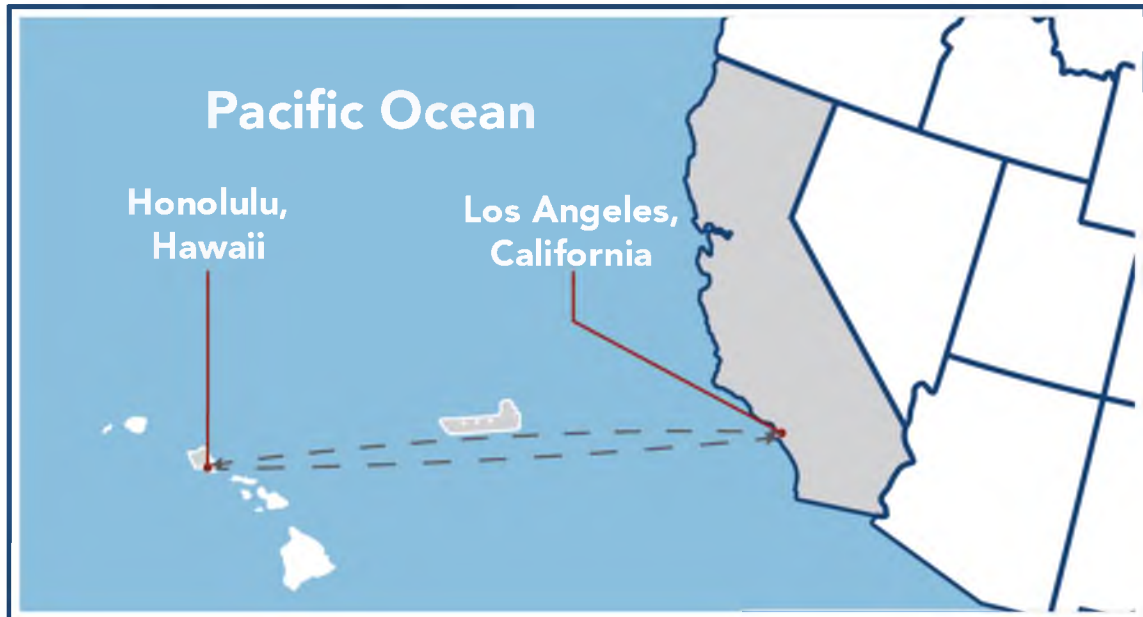 Pacific Ocean
Honolulu,
Hawaii
Los Angeles,
California